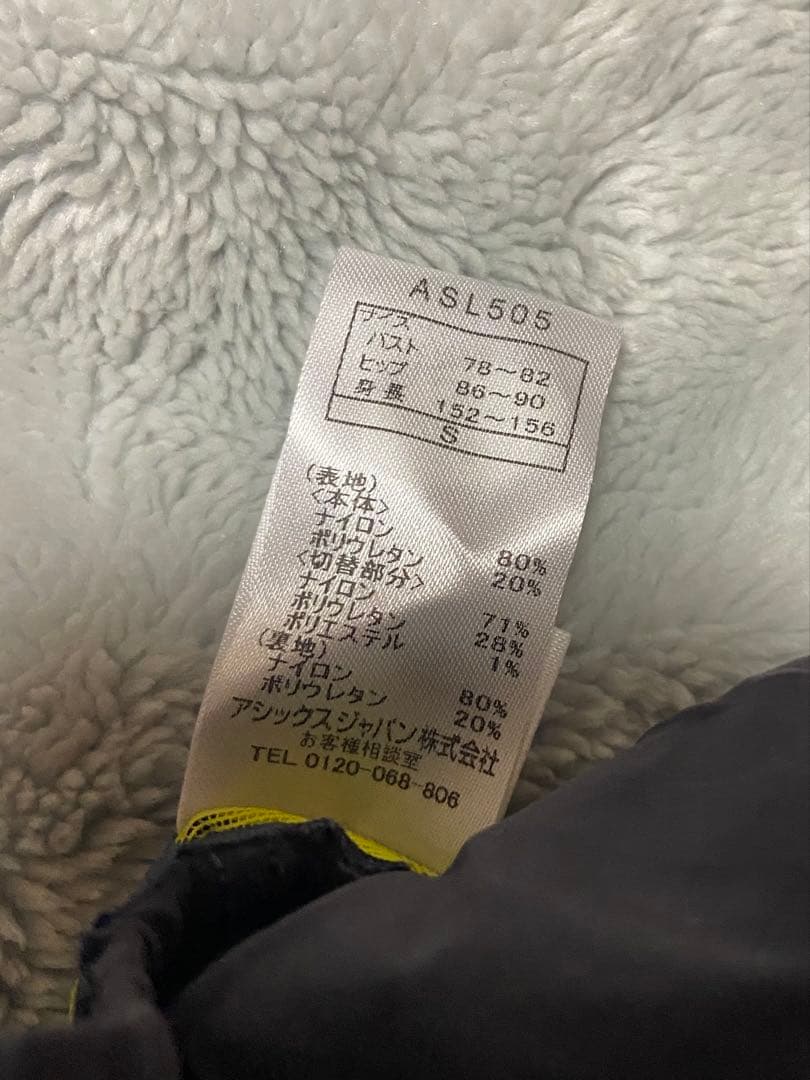 ASL505
サイズ
バスト 78～82
ヒップ 86～90
身長 152～156
S
(表地)
<本体>
ナイロン 80%
ポリウレタン 20%
<切替部分>
ナイロン 71%
ポリウレタン 28%
ポリエステル 1%
(裏地)
ナイロン 80%
ポリウレタン 20%
アシックスジャパン株式会社
お客様相談室
TEL 0120-068-806